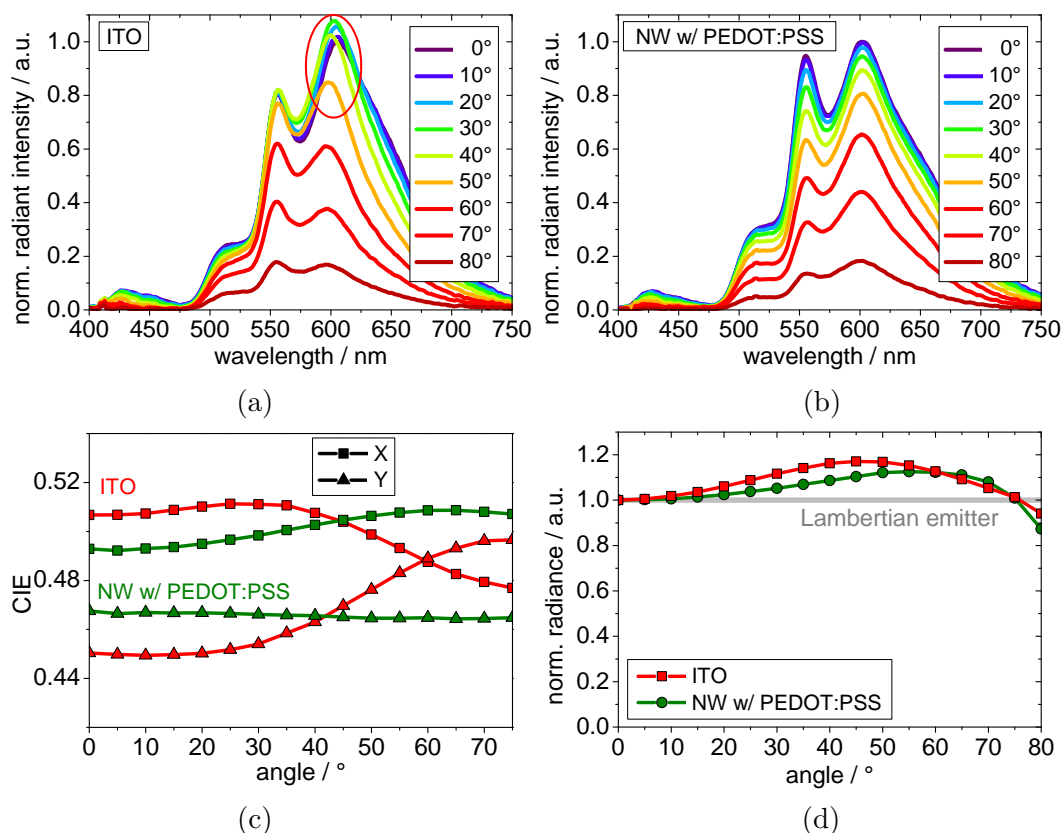 ITO
norm. radiant intensity / a.u.
1.0
0.8
0.6
0.4
0.2
0.0
0°
10°
20°
30°
40°
50°
60°
70°
80°
400 450 500 550 600 650 700 750
wavelength / nm
(a)
NW w/ PEDOT:PSS
norm. radiant intensity / a.u.
1.0
0.8
0.6
0.4
0.2
0.0
0°
10°
20°
30°
40°
50°
60°
70°
80°
400 450 500 550 600 650 700 750
wavelength / nm
(b)
CIE
0.52
0.48
0.44
ITO
X
Y
NW w/ PEDOT:PSS
0 10 20 30 40 50 60 70
angle / °
(c)
norm. radiance / a.u.
1.2
1.0
0.8
0.6
0.4
0.2
0.0
Lambertian emitter
ITO
NW w/ PEDOT:PSS
0 10 20 30 40 50 60 70 80
angle / °
(d)